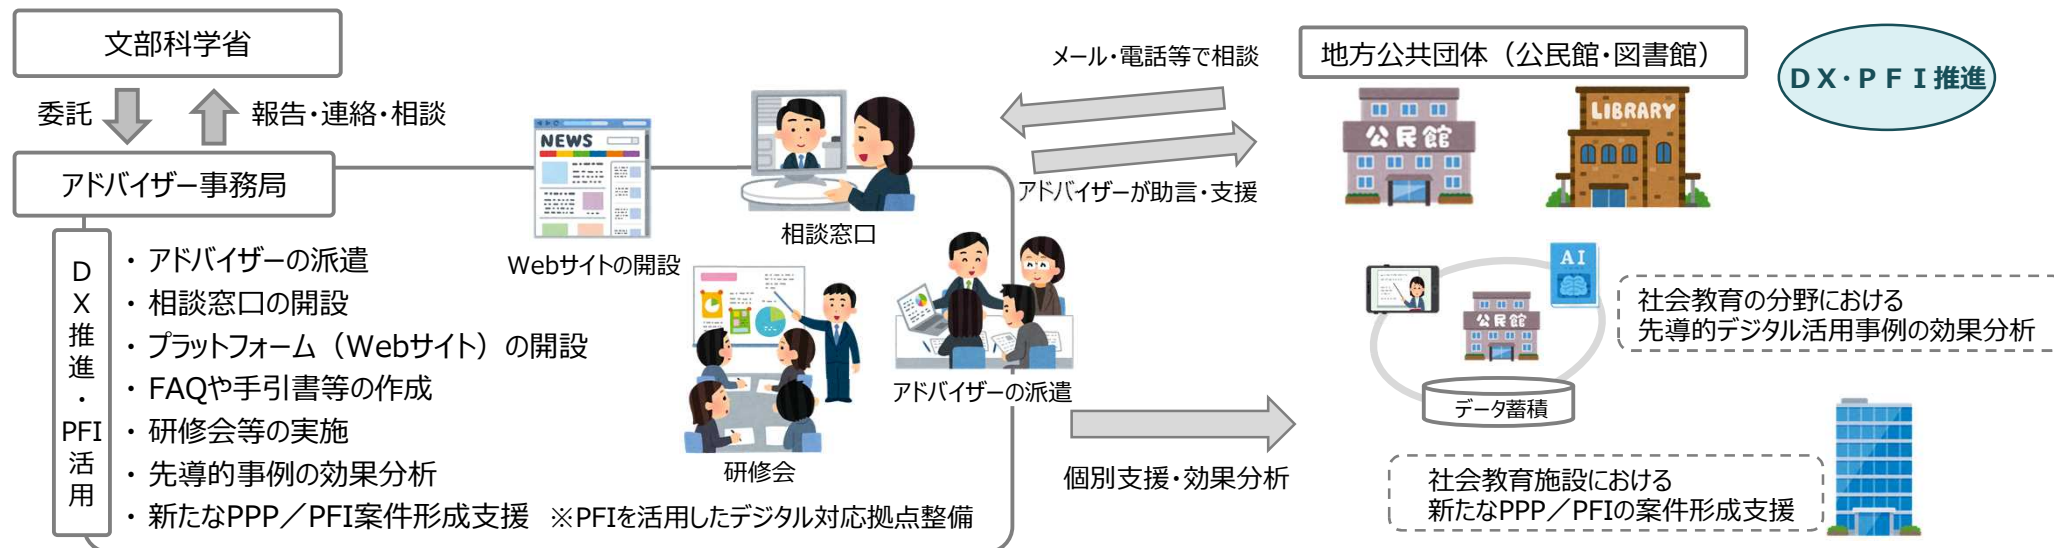 文部科学省
委託
報告・連絡・相談
アドバイザー事務局
DX推進・PFI活用
・アドバイザーの派遣
・相談窓口の開設
・プラットフォーム（Webサイト）の開設
・FAQや手引書等の作成
・研修会等の実施
・先導的事例の効果分析
・新たなPPP／PFI案件形成支援 ※PFIを活用したデジタル対応拠点整備
NEWS
Webサイトの開設
相談窓口
研修会
アドバイザーの派遣
メール・電話等で相談
アドバイザーが助言・支援
個別支援・効果分析
地方公共団体（公民館・図書館）
DX・PFI推進
公民館
LIBRARY
AI
公民館
データ蓄積
社会教育の分野における
先導的デジタル活用事例の効果分析
社会教育施設における
新たなPPP／PFIの案件形成支援